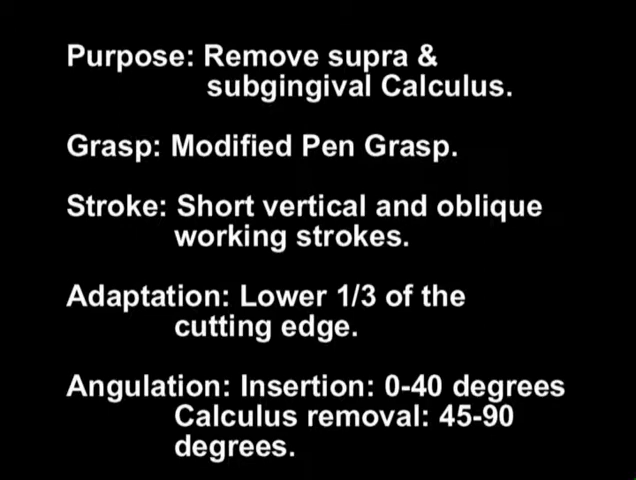 Purpose: Remove supra &
subgingival Calculus.
Grasp: Modified Pen Grasp.
Stroke: Short vertical and oblique
working strokes.
Adaptation: Lower 1/3 of the
cutting edge.
Angulation: Insertion: 0-40 degrees
Calculus removal: 45-90
degrees.